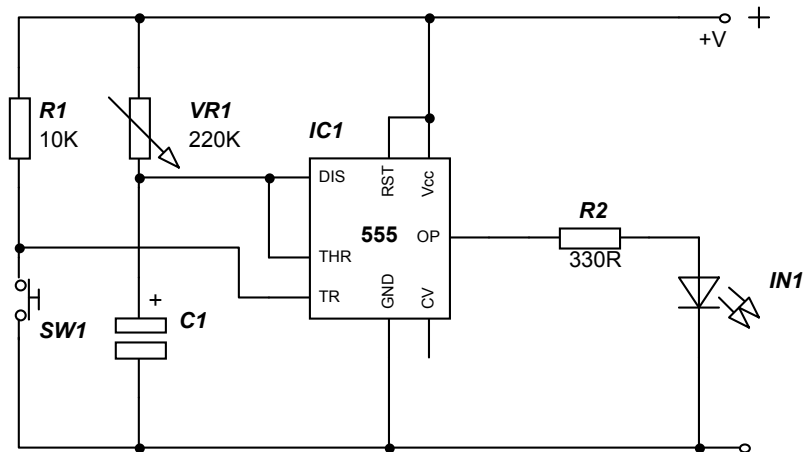 +V +
R1
10K
VR1
220K
IC1
DIS
RST
Vcc
R2
555
OP
330R
IN1
THR
TR
GND
CV
+
C1
SW1